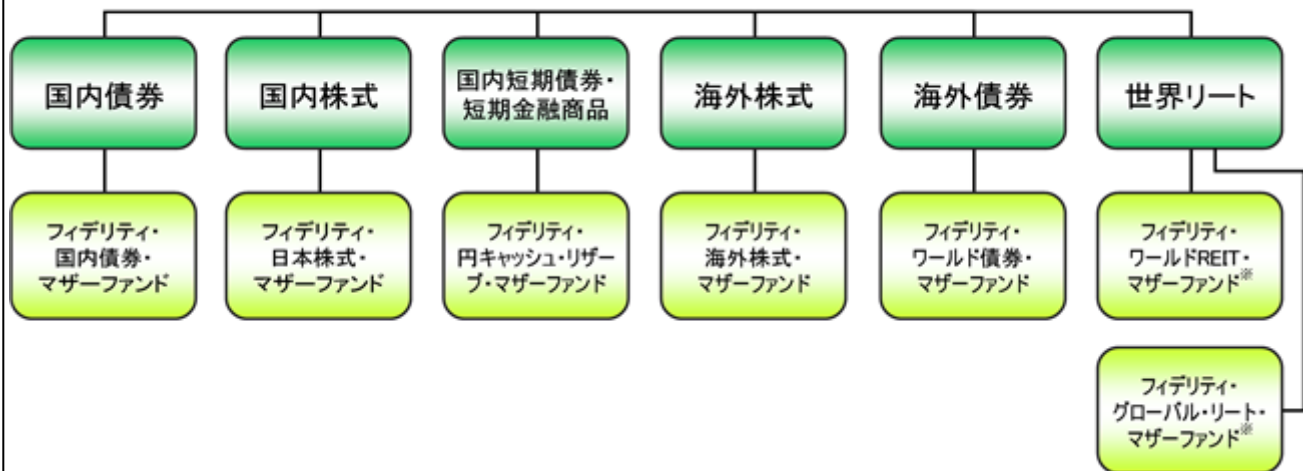 国内債券
国内株式
国内短期債券・
短期金融商品
海外株式
海外債券
世界リート
フィデリティ・
国内債券・
マザーファンド
フィデリティ・
日本株式・
マザーファンド
フィデリティ・
円キャッシュ・リザー
ブ・マザーファンド
フィデリティ・
海外株式・
マザーファンド
フィデリティ・
ワールド債券・
マザーファンド
フィデリティ・
ワールドREIT・
マザーファンド※
フィデリティ・
グローバル・リート・
マザーファンド※